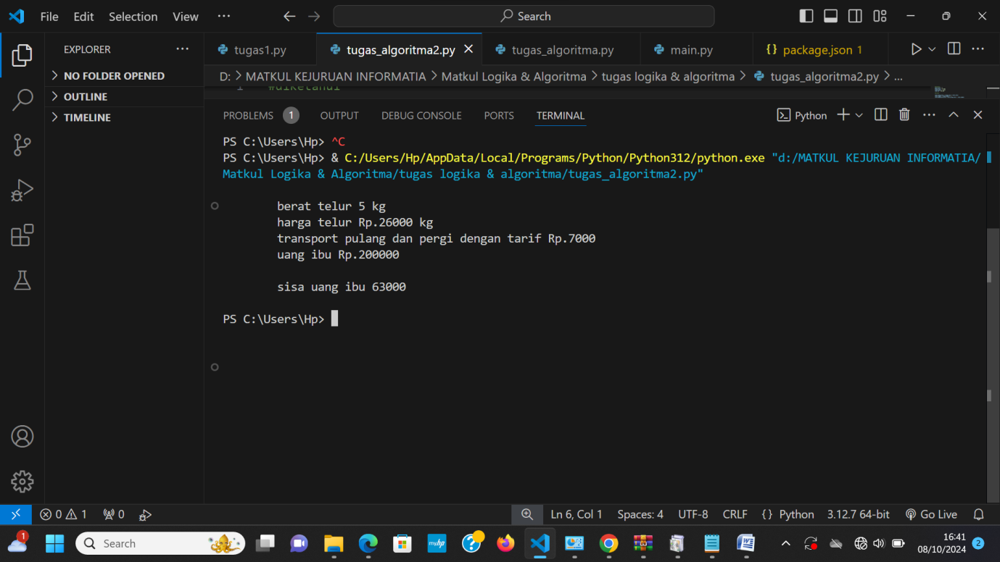 File Edit Selection View ··· Search
EXPLORER ···
NO FOLDER OPENED
OUTLINE
TIMELINE
tugas1.py tugas_algoritma2.py tugas_algoritma.py main.py {} package.json 1
D: > MATKUL KEJURUAN INFORMATIA > Matkul Logika & Algoritma > tugas logika & algoritma > tugas_algoritma2.py > ...
1 #diketahui
PROBLEMS 1 OUTPUT DEBUG CONSOLE PORTS TERMINAL Python
PS C:\Users\Hp> ^C
PS C:\Users\Hp> & C:/Users/Hp/AppData/Local/Programs/Python/Python312/python.exe "d:/MATKUL KEJURUAN INFORMATIA/
Matkul Logika & Algoritma/tugas logika & algoritma/tugas_algoritma2.py"
berat telur 5 kg
harga telur Rp.26000 kg
transport pulang dan pergi dengan tarif Rp.7000
uang ibu Rp.200000
sisa uang ibu 63000
PS C:\Users\Hp>
0 1 0 Ln 6, Col 1 Spaces: 4 UTF-8 CRLF {} Python 3.12.7 64-bit Go Live
1 Search myhp 16:41
08/10/2024 2